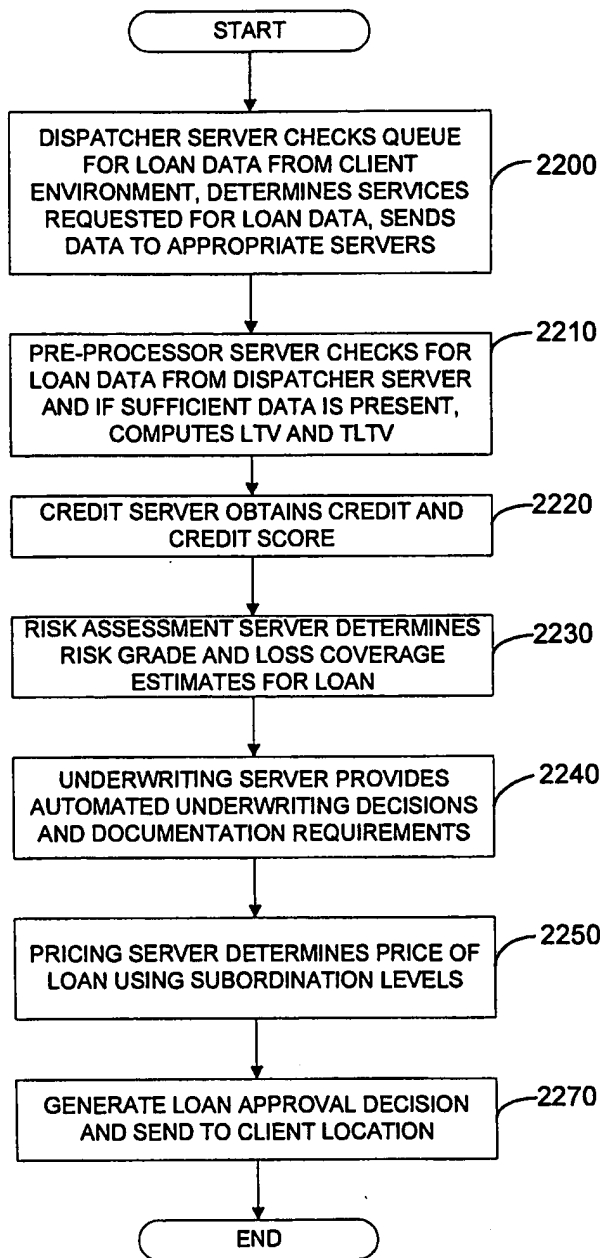 START
DISPATCHER SERVER CHECKS QUEUE
FOR LOAN DATA FROM CLIENT
ENVIRONMENT, DETERMINES SERVICES
REQUESTED FOR LOAN DATA, SENDS
DATA TO APPROPRIATE SERVERS
2200
PRE-PROCESSOR SERVER CHECKS FOR
LOAN DATA FROM DISPATCHER SERVER
AND IF SUFFICIENT DATA IS PRESENT,
COMPUTES LTV AND TLTV
2210
CREDIT SERVER OBTAINS CREDIT AND
CREDIT SCORE
2220
RISK ASSESSMENT SERVER DETERMINES
RISK GRADE AND LOSS COVERAGE
ESTIMATES FOR LOAN
2230
UNDERWRITING SERVER PROVIDES
AUTOMATED UNDERWRITING DECISIONS
AND DOCUMENTATION REQUIREMENTS
2240
PRICING SERVER DETERMINES PRICE OF
LOAN USING SUBORDINATION LEVELS
2250
GENERATE LOAN APPROVAL DECISION
AND SEND TO CLIENT LOCATION
2270
END